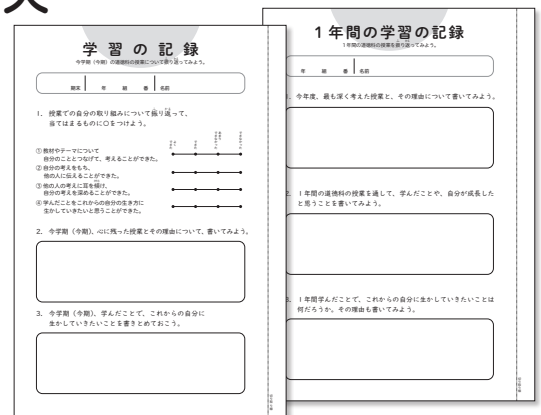 学習の記録
今学期（今期）の道徳科の授業について振り返ってみよう。
期末 年 組 番 名前
1. 授業での自分の取り組みについて振り返って、
当てはまるものに○をつけよう。
① 教材やテーマについて
自分のこととつなげて、考えることができた。
② 自分の考えをもち、
他の人に伝えることができた。
③ 他の人の考えに耳を傾け、
自分の考えを深めることができた。
④ 学んだことをこれからの自分の生き方に
生かしていきたいと思うことができた。
2. 今学期（今期）、心に残った授業とその理由について、書いてみよう。
3. 今学期（今期）、学んだことで、これからの自分に
生かしていきたいことを書きとめておこう。
1年間の学習の記録
1年間の道徳科の授業を振り返ってみよう。
年 組 番 名前
1. 今年度、最も深く考えた授業と、その理由について書いてみよう。
2. 1年間の道徳科の授業を通して、学んだことや、自分が成長した
と思うことを書いてみよう。
3. 1年間学んだことで、これからの自分に生かしていきたいことは
何だろうか。その理由も書いてみよう。